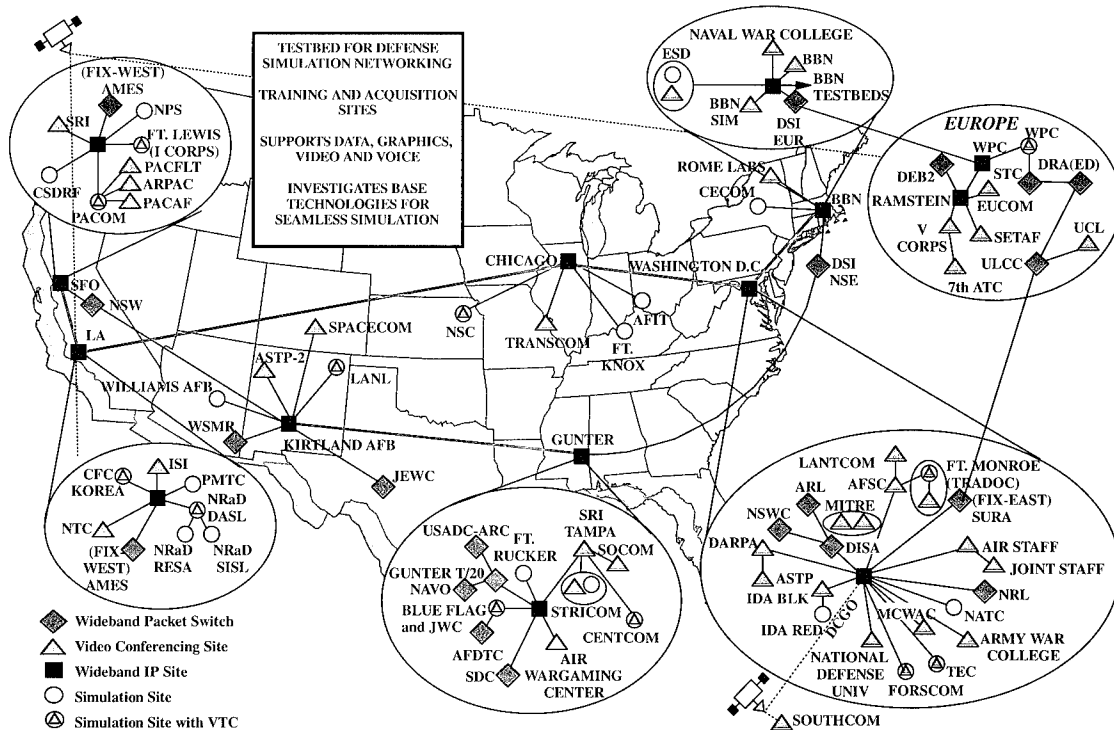 TESTBED FOR DEFENSE
SIMULATION NETWORKING
TRAINING AND ACQUISITION
SITES
SUPPORTS DATA, GRAPHICS,
VIDEO AND VOICE
INVESTIGATES BASE
TECHNOLOGIES FOR
SEAMLESS SIMULATION
(FIX-WEST)
AMES
NPS
SRI
FT. LEWIS
(I CORPS)
PACFLT
ARPAC
PACAF
CSDRF
PACOM
NAVAL WAR COLLEGE
ESD
BBN
BBN
TESTBEDS
BBN
SIM
DSI
EUR
EUROPE
WPC
WPC
STC
DRA(ED)
DEB2
RAMSTEIN
EUCOM
V
CORPS
SETAF
UCL
ULCC
7th ATC
ROME LABS
CECOM
BBN
DSI
NSE
WASHINGTON D.C.
CHICAGO
NSC
TRANSCOM
AFIT
FT.
KNOX
SFO
NSW
LA
SPACECOM
ASTP-2
LANL
WILLIAMS AFB
WSMR
KIRTLAND AFB
GUNTER
JEWC
CFC
KOREA
ISI
PMTC
NRaD
DASL
NTC
(FIX-
WEST)
AMES
NRaD
RESA
NRaD
SISL
USADC-ARC
FT.
RUCKER
SRI
TAMPA
SOCOM
GUNTER T/20
NAVO
BLUE FLAG
and JWC
STRICOM
CENTCOM
AFDTC
SDC
AIR
WARGAMING
CENTER
LANTCOM
AFSC
FT. MONROE
(TRADOC)
(FIX-EAST)
SURA
ARL
MITRE
NSWC
DISA
DARPA
AIR STAFF
JOINT STAFF
ASTP
IDA BLK
NRL
IDA RED
DCGO
MCWAC
NATC
ARMY WAR
COLLEGE
NATIONAL
DEFENSE
UNIV
FORSCOM
TEC
SOUTHCOM
Wideband Packet Switch
Video Conferencing Site
Wideband IP Site
Simulation Site
Simulation Site with VTC